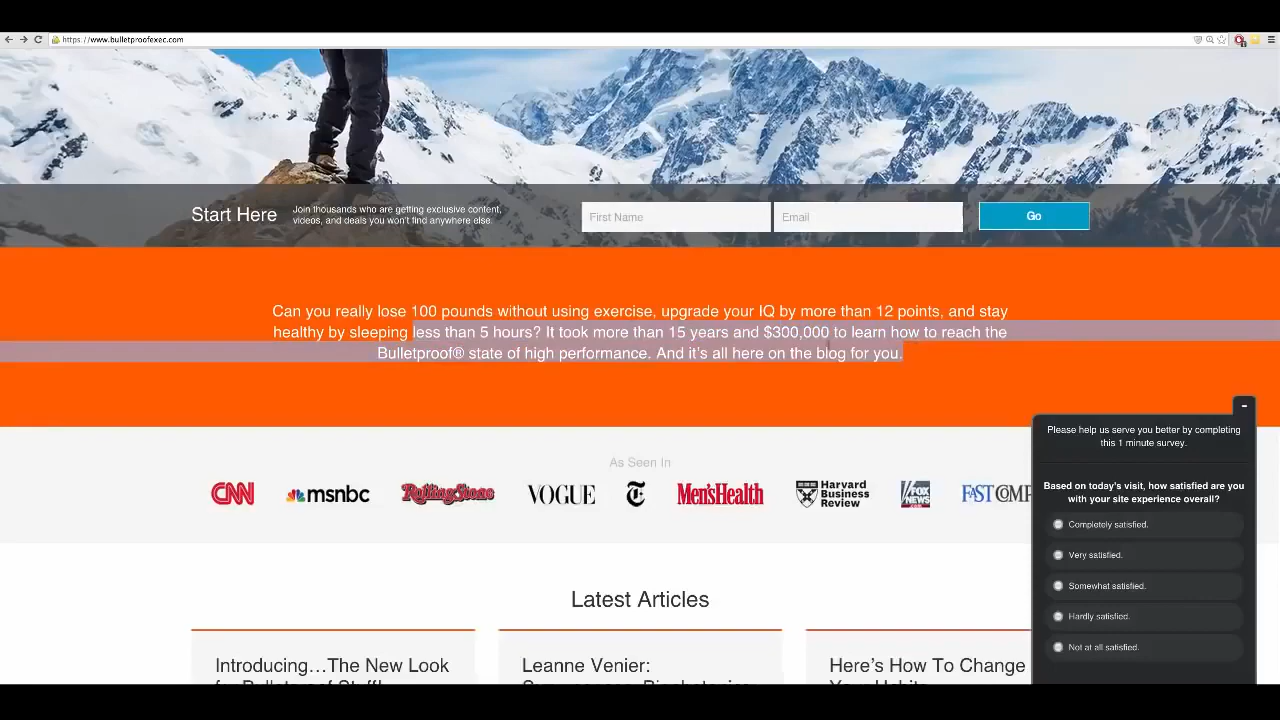 https://www.bulletproofexec.com
Start Here
Join thousands who are getting exclusive content,
videos, and deals you won't find anywhere else.
First Name
Email
Go
Can you really lose 100 pounds without using exercise, upgrade your IQ by more than 12 points, and stay
healthy by sleeping less than 5 hours? It took more than 15 years and $300,000 to learn how to reach the
Bulletproof® state of high performance. And it's all here on the blog for you.
As Seen In
CNN
msnbc
RollingStone
VOGUE
T
Men'sHealth
Harvard
Business
Review
FOX
NEWS
FAST COMP
Please help us serve you better by completing
this 1 minute survey.
Based on today's visit, how satisfied are you
with your site experience overall?
Completely satisfied.
Very satisfied.
Somewhat satisfied.
Hardly satisfied.
Not at all satisfied.
Latest Articles
Introducing…The New Look
Leanne Venier:
Here's How To Change